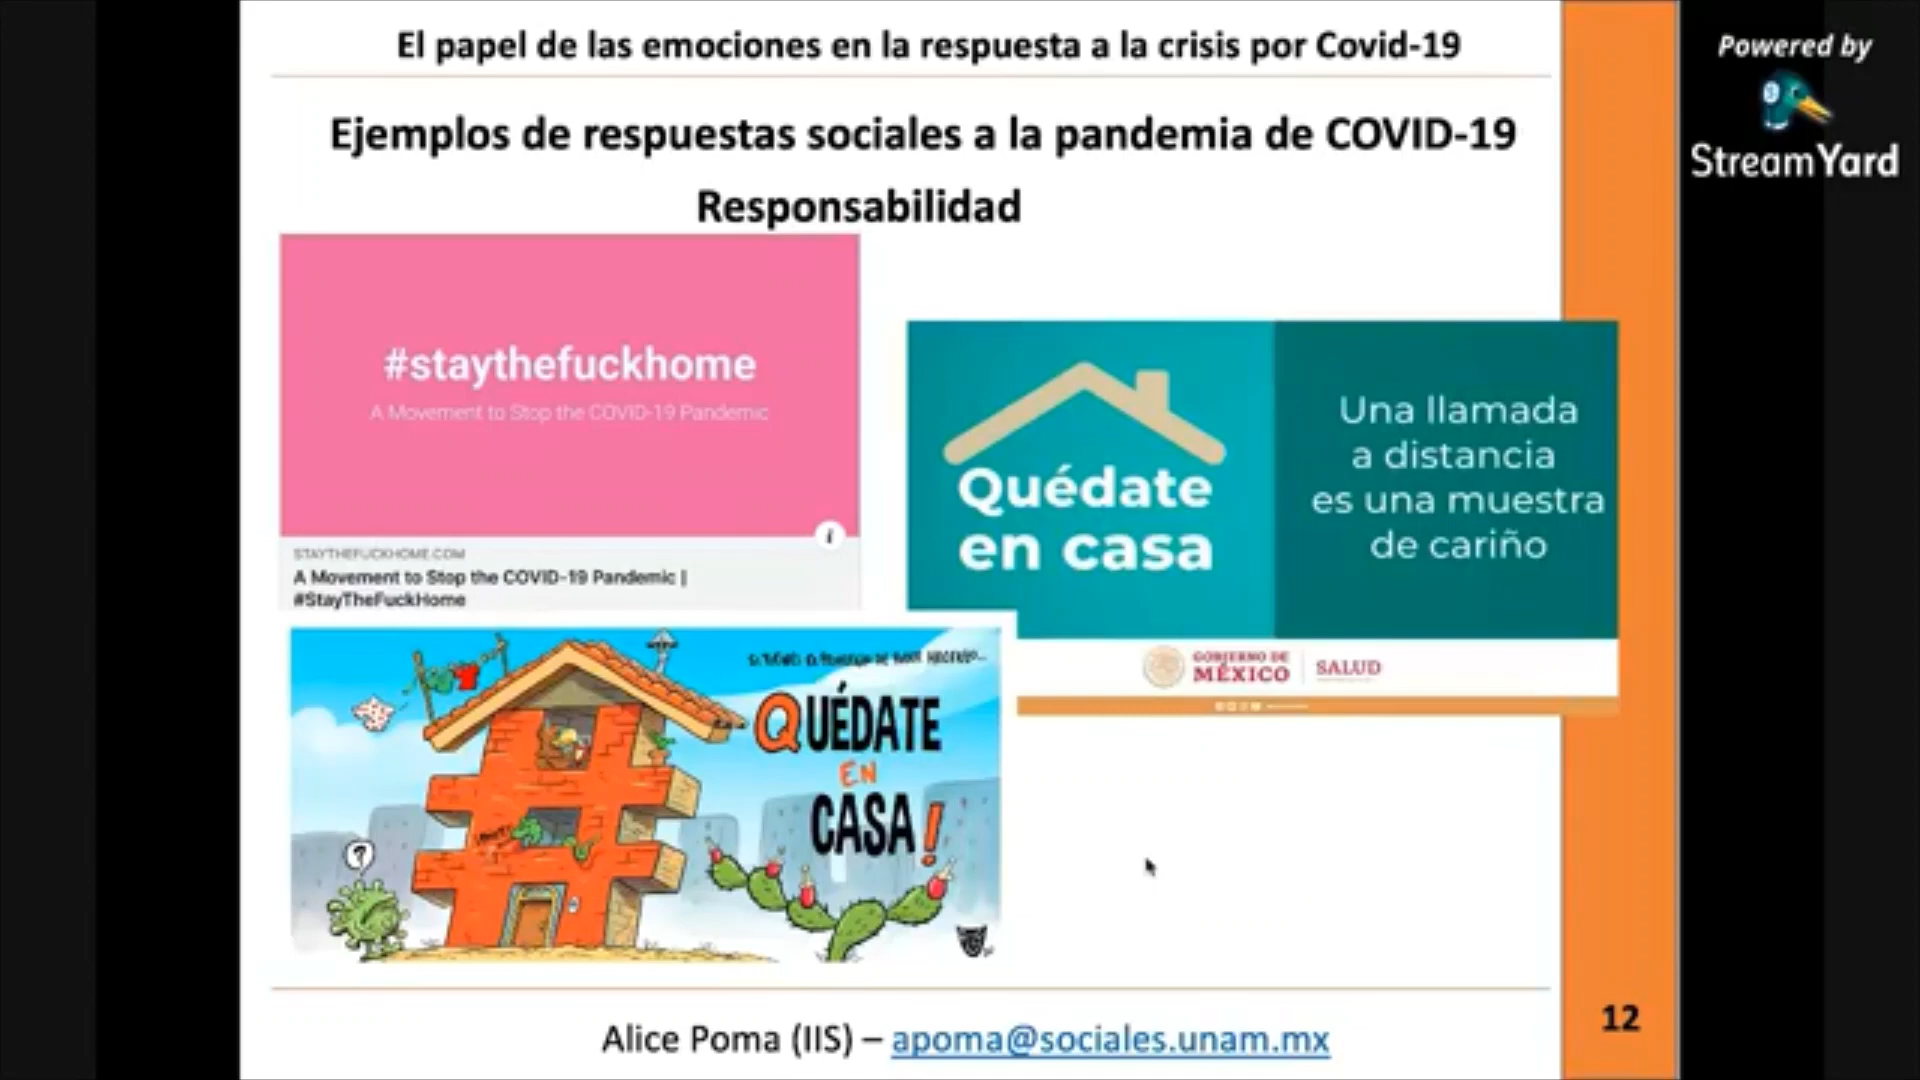 El papel de las emociones en la respuesta a la crisis por Covid-19
Powered by
StreamYard
Ejemplos de respuestas sociales a la pandemia de COVID-19
Responsabilidad
#staythefuckhome
A Movement to Stop the COVID-19 Pandemic
i
STAYTHEFUCKHOME.COM
A Movement to Stop the COVID-19 Pandemic |
#StayTheFuckHome
Quédate
en casa
Una llamada
a distancia
es una muestra
de cariño
GOBIERNO DE
MÉXICO
SALUD
QUÉDATE
EN
CASA!
?
12
Alice Poma (IIS) – apoma@sociales.unam.mx